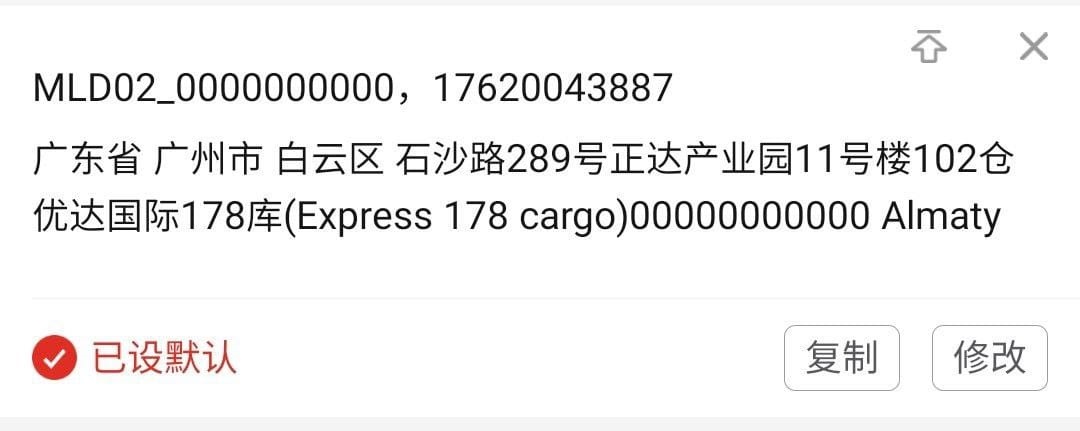 MLD02_0000000000，17620043887
广东省 广州市 白云区 石沙路289号正达产业园11号楼102仓
优达国际178库(Express 178 cargo)00000000000 Almaty
已设默认
复制
修改